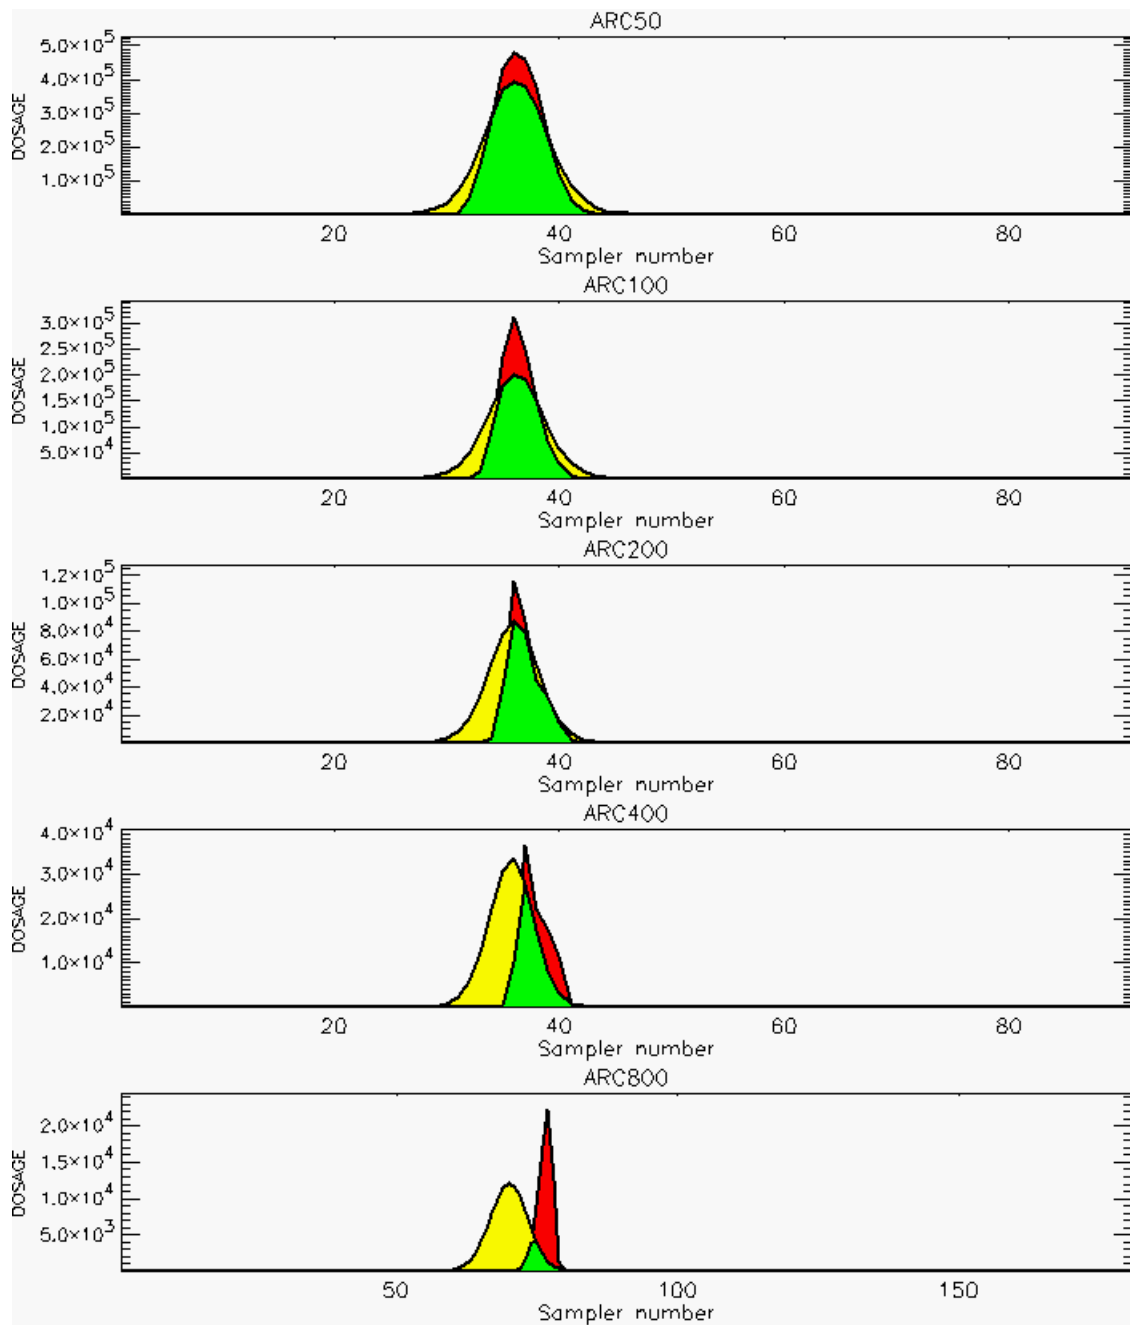 ARC50
5.0×10^5
4.0×10^5
3.0×10^5
2.0×10^5
1.0×10^5
DOSAGE
20 40 60 80
Sampler number
ARC100
3.0×10^5
2.5×10^5
2.0×10^5
1.5×10^5
1.0×10^5
5.0×10^4
DOSAGE
20 40 60 80
Sampler number
ARC200
1.2×10^5
1.0×10^5
8.0×10^4
6.0×10^4
4.0×10^4
2.0×10^4
DOSAGE
20 40 60 80
Sampler number
ARC400
4.0×10^4
3.0×10^4
2.0×10^4
1.0×10^4
DOSAGE
20 40 60 80
Sampler number
ARC800
2.0×10^4
1.5×10^4
1.0×10^4
5.0×10^3
DOSAGE
50 100 150
Sampler number